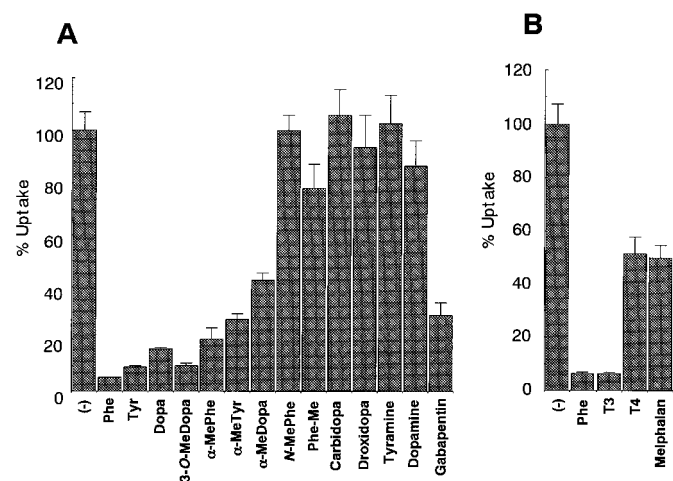 A
% Uptake
120
100
80
60
40
20
0
(-)
Phe
Tyr
Dopa
3-O-MeDopa
α-MePhe
α-MeTyr
α-MeDopa
N-MePhe
Phe-Me
Carbidopa
Droxidopa
Tyramine
Dopamine
Gabapentin
B
% Uptake
120
100
80
60
40
20
0
(-)
Phe
T3
T4
Melphalan